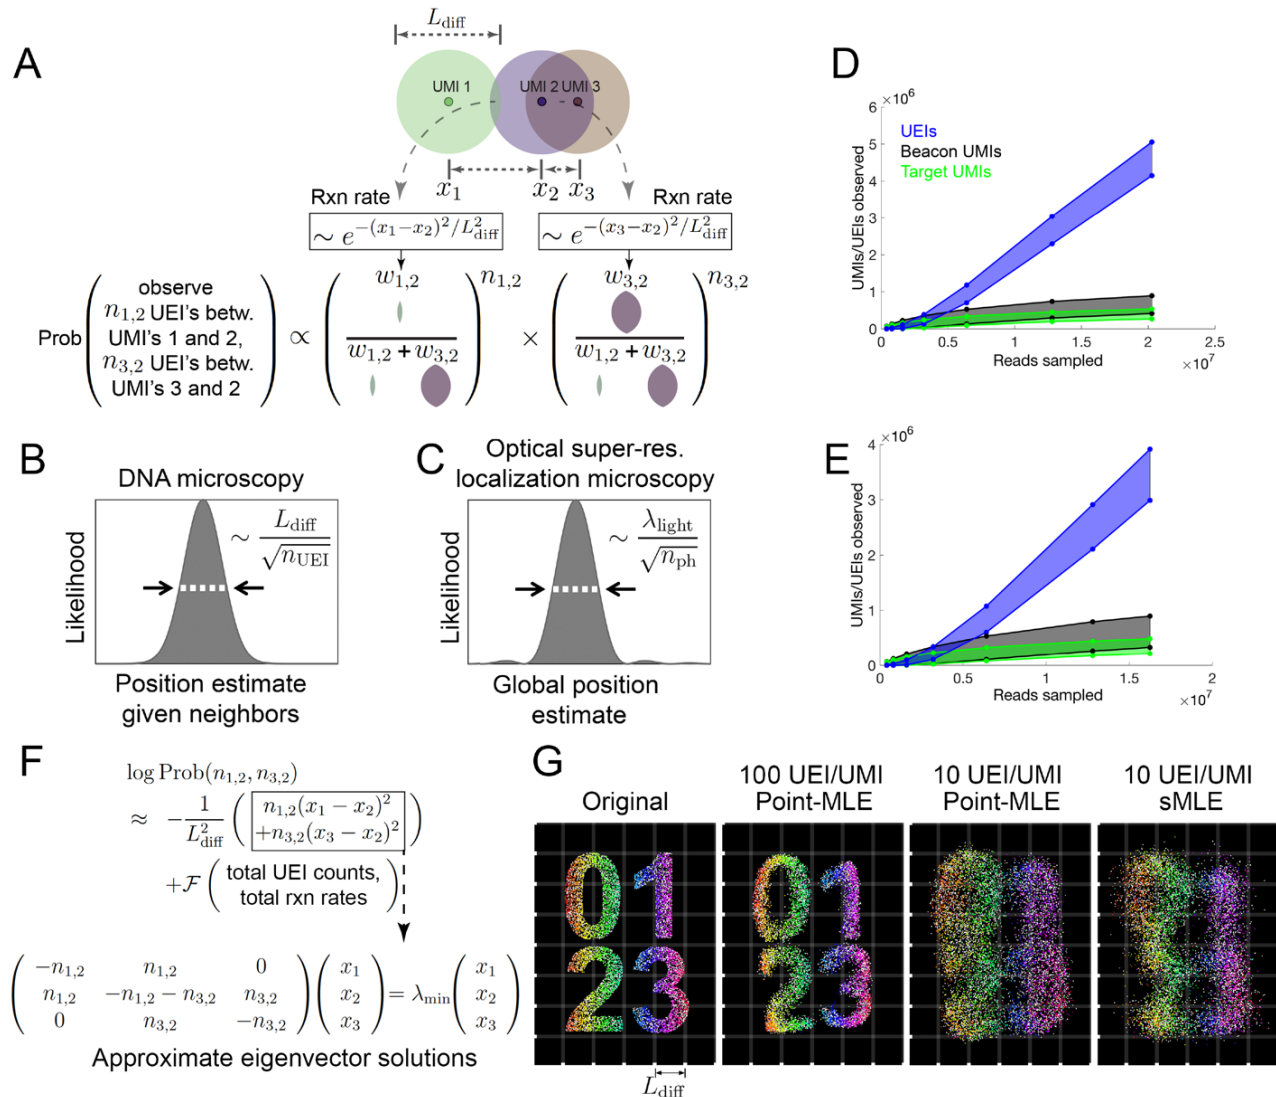 A
L_diff
UMI 1
UMI 2
UMI 3
x_1
x_2
x_3
Rxn rate
∼ e^{-(x_1-x_2)^2/L_diff^2}
Rxn rate
∼ e^{-(x_3-x_2)^2/L_diff^2}
Prob
observe
n_{1,2} UEI's betw.
UMI's 1 and 2,
n_{3,2} UEI's betw.
UMI's 3 and 2
∝
w_{1,2}
w_{1,2} + w_{3,2}
n_{1,2}
×
w_{3,2}
w_{1,2} + w_{3,2}
n_{3,2}
B
DNA microscopy
Likelihood
∼ L_diff / √n_UEI
Position estimate
given neighbors
C
Optical super-res.
localization microscopy
Likelihood
∼ λ_light / √n_ph
Global position
estimate
D
×10^6
UMIs/UEIs observed
6
5
4
3
2
1
0
UEIs
Beacon UMIs
Target UMIs
0 0.5 1 1.5 2 2.5
Reads sampled
×10^7
E
×10^6
UMIs/UEIs observed
4
3
2
1
0
0 0.5 1 1.5 2
Reads sampled
×10^7
F
log Prob(n_{1,2}, n_{3,2})
≈ -1/L_diff^2 ( n_{1,2}(x_1 - x_2)^2
+n_{3,2}(x_3 - x_2)^2 )
+F ( total UEI counts,
total rxn rates )
-n_{1,2} n_{1,2} 0 x_1 x_1
n_{1,2} -n_{1,2} - n_{3,2} n_{3,2} x_2 = λ_min x_2
0 n_{3,2} -n_{3,2} x_3 x_3
Approximate eigenvector solutions
G
Original
100 UEI/UMI
Point-MLE
10 UEI/UMI
Point-MLE
10 UEI/UMI
sMLE
01
23
01
23
L_diff